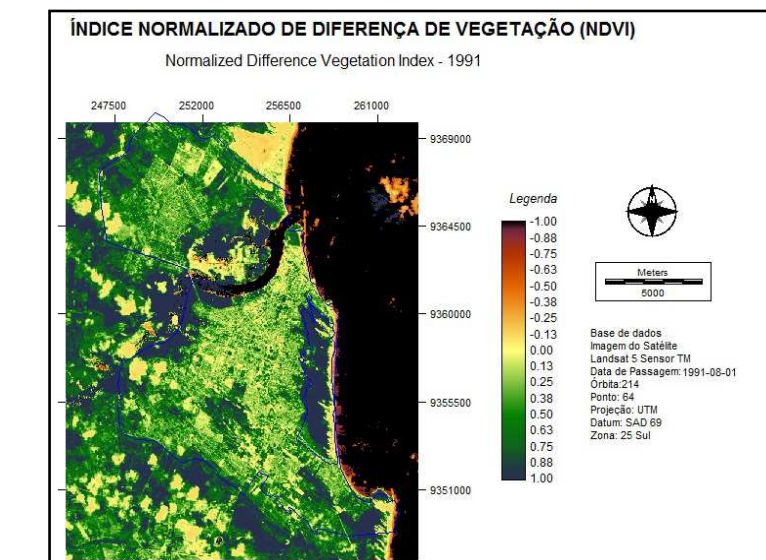 ÍNDICE NORMALIZADO DE DIFERENÇA DE VEGETAÇÃO (NDVI)
Normalized Difference Vegetation Index - 1991
247500 252000 256500 261000
9369000
9364500
9360000
9355500
9351000
Legenda
-1.00
-0.88
-0.75
-0.63
-0.50
-0.38
-0.25
-0.13
0.00
0.13
0.25
0.38
0.50
0.63
0.75
0.88
1.00
N
Meters
5000
Base de dados
Imagem do Satélite
Landsat 5 Sensor TM
Data de Passagem: 1991-08-01
Órbita:214
Ponto: 64
Projeção: UTM
Datum: SAD 69
Zona: 25 Sul